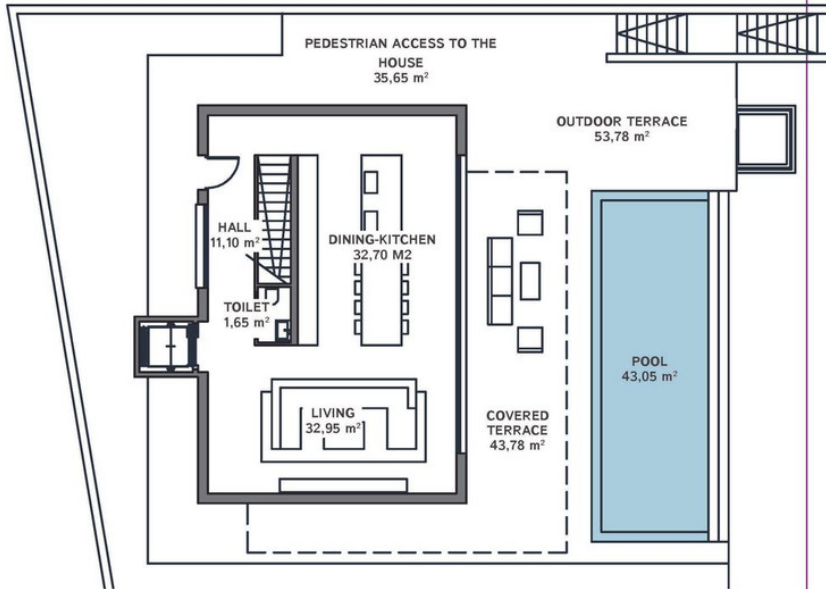 PEDESTRIAN ACCESS TO THE
HOUSE
35,65 m²
OUTDOOR TERRACE
53,78 m²
HALL
11,10 m²
DINING-KITCHEN
32,70 M2
TOILET
1,65 m²
POOL
43,05 m²
LIVING
32,95 m²
COVERED
TERRACE
43,78 m²